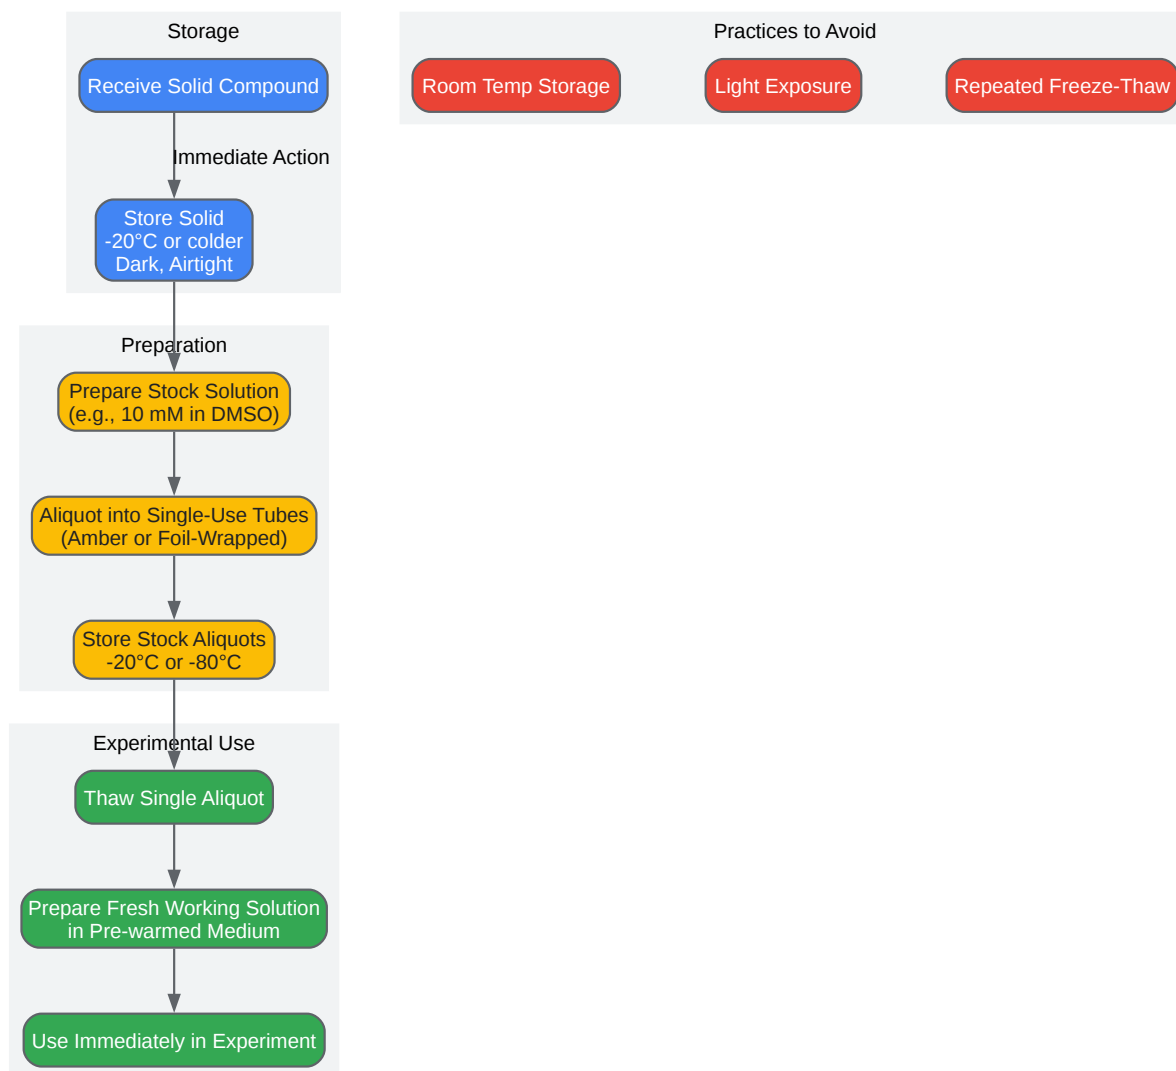 Storage
Receive Solid Compound
Immediate Action
Store Solid
-20°C or colder
Dark, Airtight
Preparation
Prepare Stock Solution
(e.g., 10 mM in DMSO)
Aliquot into Single-Use Tubes
(Amber or Foil-Wrapped)
Store Stock Aliquots
-20°C or -80°C
Experimental Use
Thaw Single Aliquot
Prepare Fresh Working Solution
in Pre-warmed Medium
Use Immediately in Experiment
Practices to Avoid
Room Temp Storage
Light Exposure
Repeated Freeze-Thaw